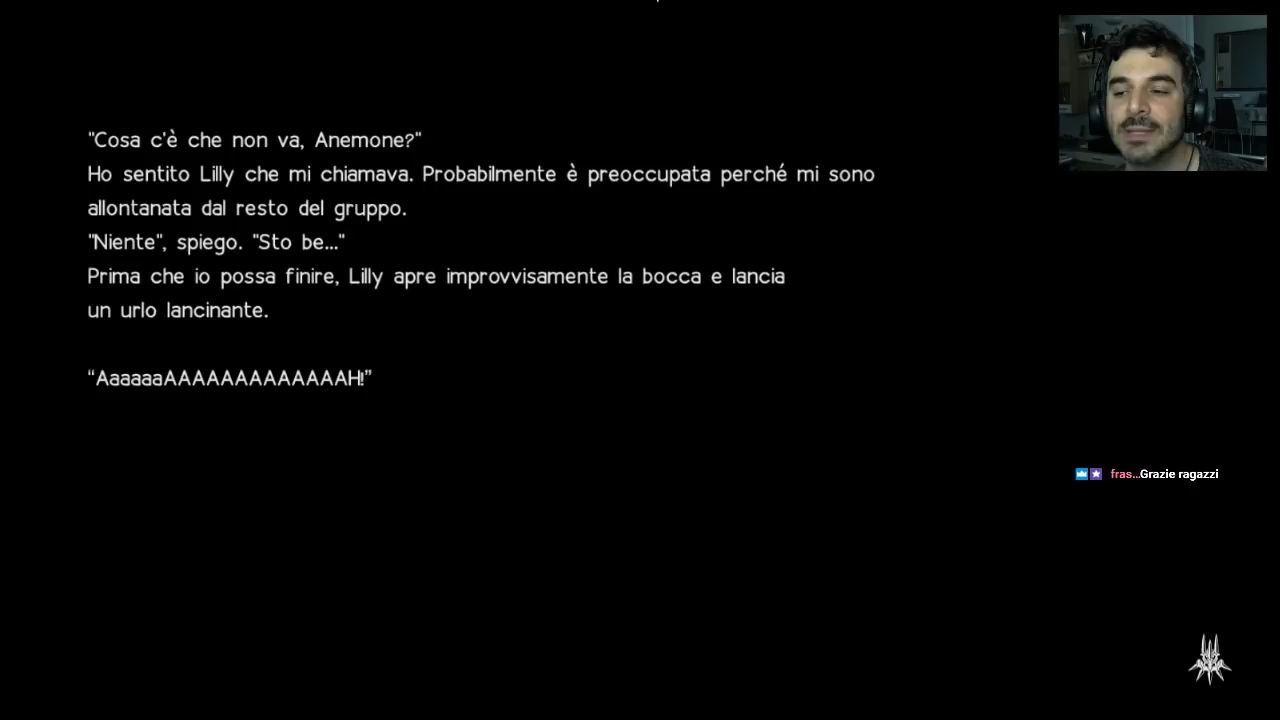 "Cosa c'è che non va, Anemone?"
Ho sentito Lilly che mi chiamava. Probabilmente è preoccupata perché mi sono
allontanata dal resto del gruppo.
"Niente", spiego. "Sto be..."
Prima che io possa finire, Lilly apre improvvisamente la bocca e lancia
un urlo lancinante.
“AaaaaaAAAAAAAAAAAAAH!”
fras...Grazie ragazzi